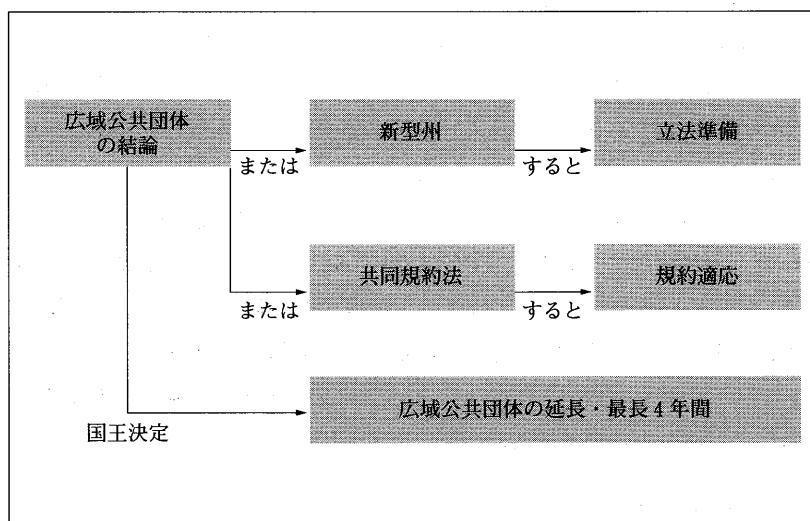 広域公共団体
の結論
新型州
立法準備
または
すると
共同規約法
規約適応
または
すると
広域公共団体の延長・最長4年間
国王決定